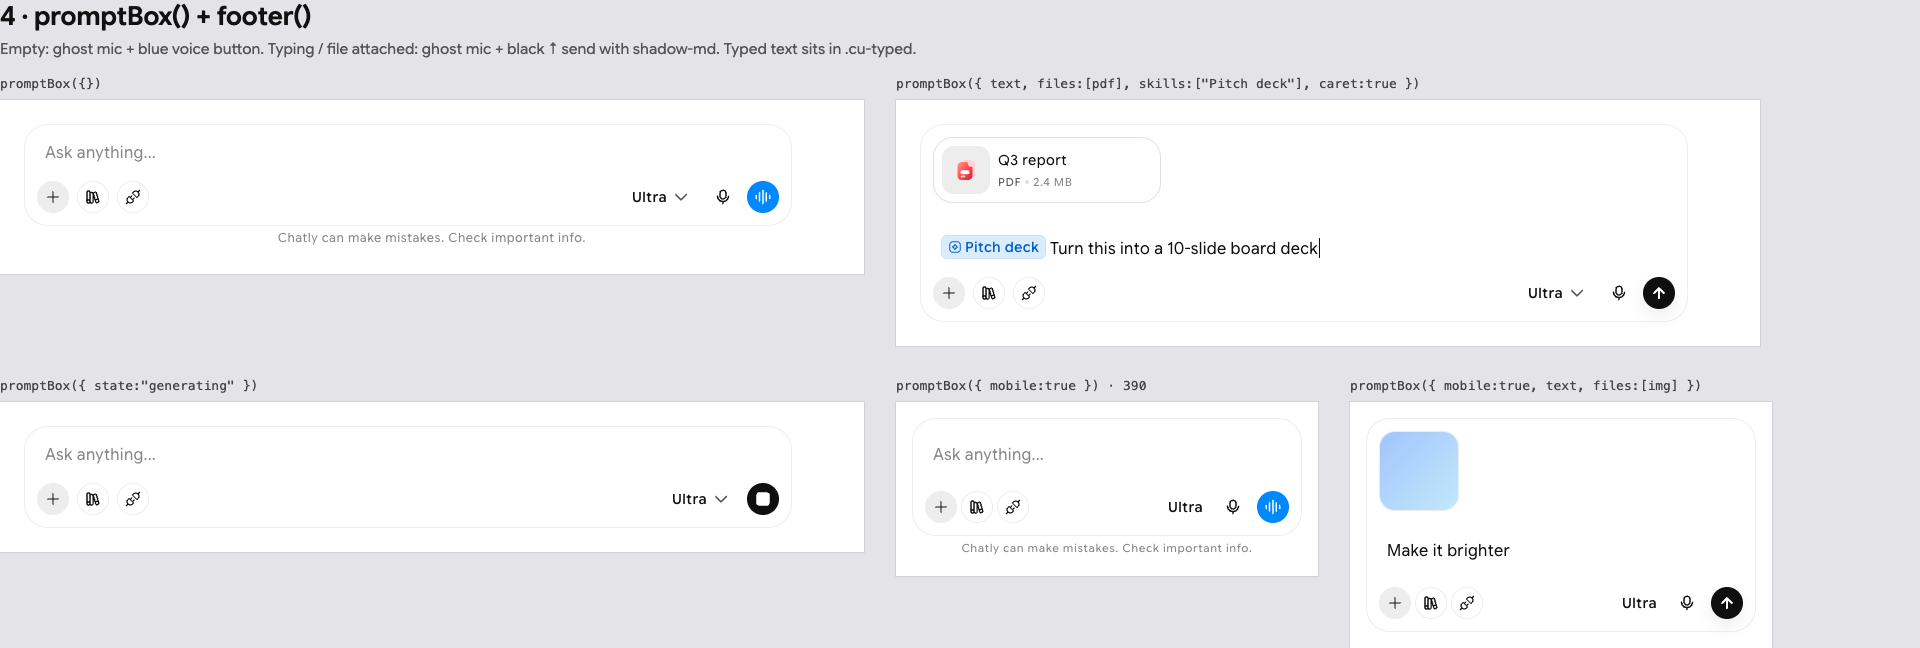 4 · promptBox() + footer()
Empty: ghost mic + blue voice button. Typing / file attached: ghost mic + black ↑ send with shadow-md. Typed text sits in .cu-typed.
promptBox({})
Ask anything...
Ultra
Chatly can make mistakes. Check important info.
promptBox({ text, files:[pdf], skills:["Pitch deck"], caret:true })
Q3 report
PDF • 2.4 MB
Pitch deck Turn this into a 10-slide board deck
Ultra
promptBox({ state:"generating" })
Ask anything...
Ultra
promptBox({ mobile:true }) · 390
Ask anything...
Ultra
Chatly can make mistakes. Check important info.
promptBox({ mobile:true, text, files:[img] })
Make it brighter
Ultra